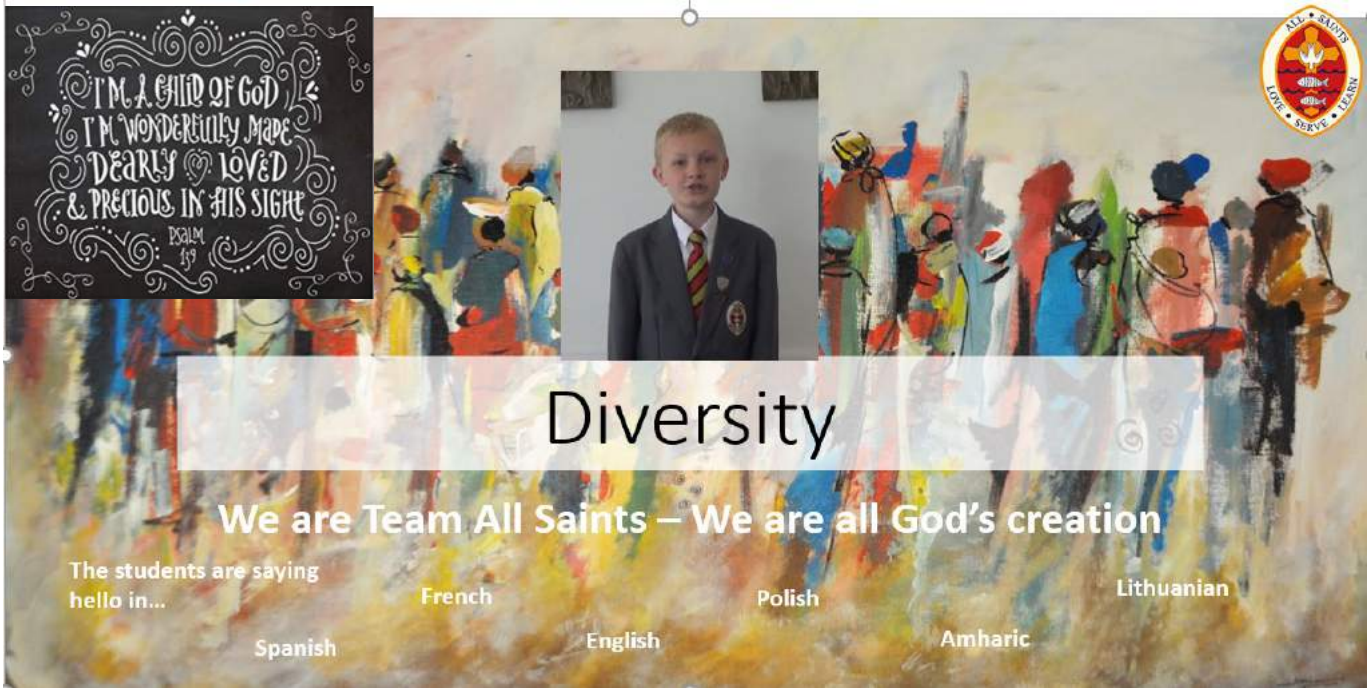 I'M A CHILD OF GOD
I'M WONDERFULLY MADE
DEARLY LOVED
& PRECIOUS IN HIS SIGHT
PSALM
139
ALL • SAINTS
LOVE • SERVE • LEARN
Diversity
We are Team All Saints – We are all God's creation
The students are saying
hello in...
French
Polish
Lithuanian
Spanish
English
Amharic